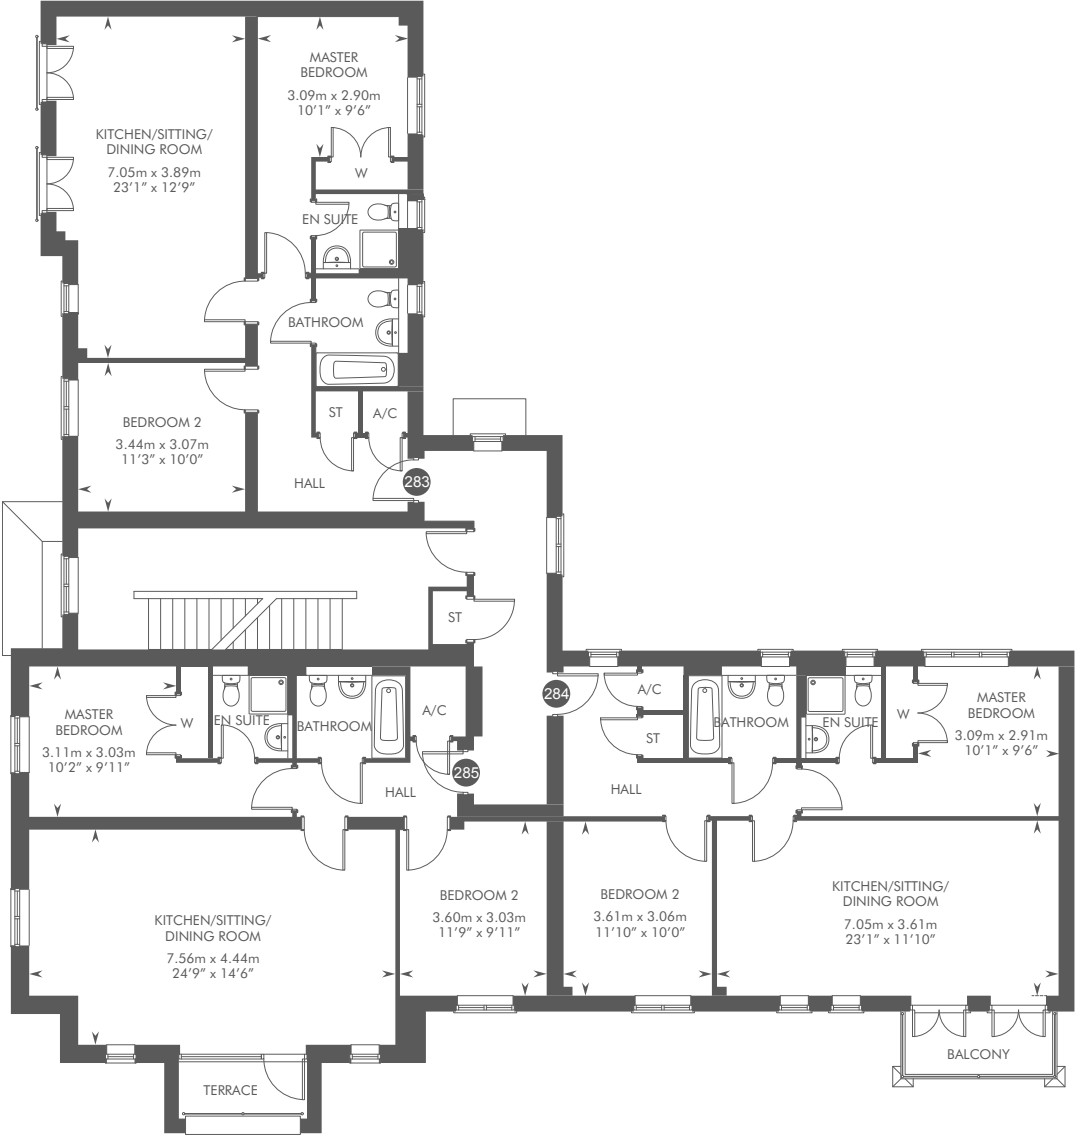 MASTER
BEDROOM
3.09m x 2.90m
10’1” x 9’6”
W
KITCHEN/SITTING/
DINING ROOM
7.05m x 3.89m
23’1” x 12’9”
EN SUITE
BATHROOM
BEDROOM 2
3.44m x 3.07m
11’3” x 10’0”
ST
A/C
HALL
283
ST
284
285
MASTER
BEDROOM
3.11m x 3.03m
10’2” x 9’11”
W
EN SUITE
BATHROOM
A/C
HALL
KITCHEN/SITTING/
DINING ROOM
7.56m x 4.44m
24’9” x 14’6”
BEDROOM 2
3.60m x 3.03m
11’9” x 9’11”
TERRACE
A/C
ST
HALL
BATHROOM
EN SUITE
W
MASTER
BEDROOM
3.09m x 2.91m
10’1” x 9’6”
BEDROOM 2
3.61m x 3.06m
11’10” x 10’0”
KITCHEN/SITTING/
DINING ROOM
7.05m x 3.61m
23’1” x 11’10”
BALCONY